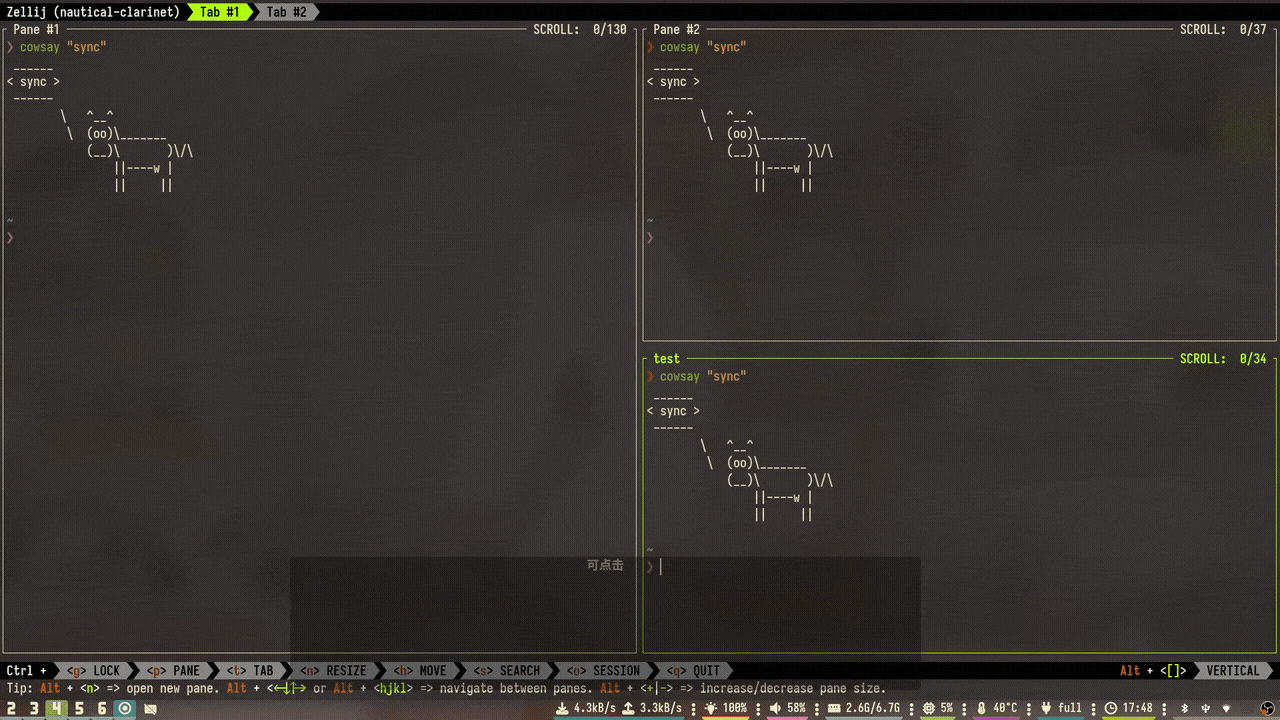 Zellij (nautical-clarinet) Tab #1 Tab #2
Pane #1 SCROLL: 0/130
❯ cowsay "sync"
 ______
< sync >
 ------
        \   ^__^
         \  (oo)\_______
            (__)\       )\/\
                ||----w |
                ||     ||
~
❯
Pane #2 SCROLL: 0/37
❯ cowsay "sync"
 ______
< sync >
 ------
        \   ^__^
         \  (oo)\_______
            (__)\       )\/\
                ||----w |
                ||     ||
~
❯
test SCROLL: 0/34
❯ cowsay "sync"
 ______
< sync >
 ------
        \   ^__^
         \  (oo)\_______
            (__)\       )\/\
                ||----w |
                ||     ||
~
❯
可点击
Ctrl + <g> LOCK <p> PANE <t> TAB <n> RESIZE <h> MOVE <s> SEARCH <o> SESSION <q> QUIT Alt + <[]> VERTICAL
Tip: Alt + <n> => open new pane. Alt + <←↓↑→> or Alt + <hjkl> => navigate between panes. Alt + <+|-> => increase/decrease pane size.
2 3 4 5 6 4.3kB/s 3.3kB/s 100% 58% 2.6G/6.7G 5% 40°C full 17:48